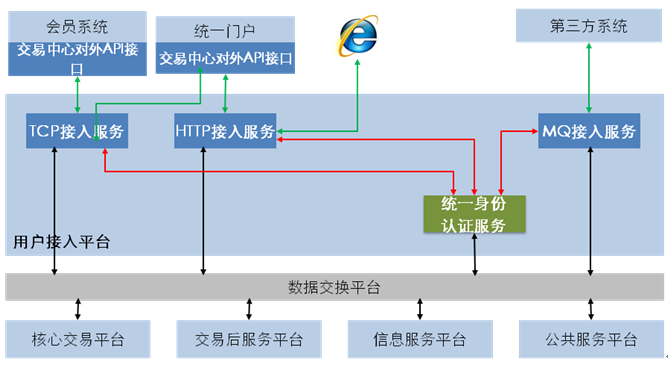 会员系统
交易中心对外API接
口
统一门户
交易中心对外API接口
第三方系统
TCP接入服务
HTTP接入服务
MQ接入服务
统一身份
认证服务
用户接入平台
数据交换平台
核心交易平台
交易后服务平台
信息服务平台
公共服务平台